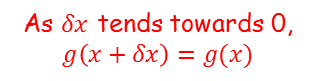 As 𝛿𝑥 tends towards 0,
𝑔(𝑥 + 𝛿𝑥) = 𝑔(𝑥)